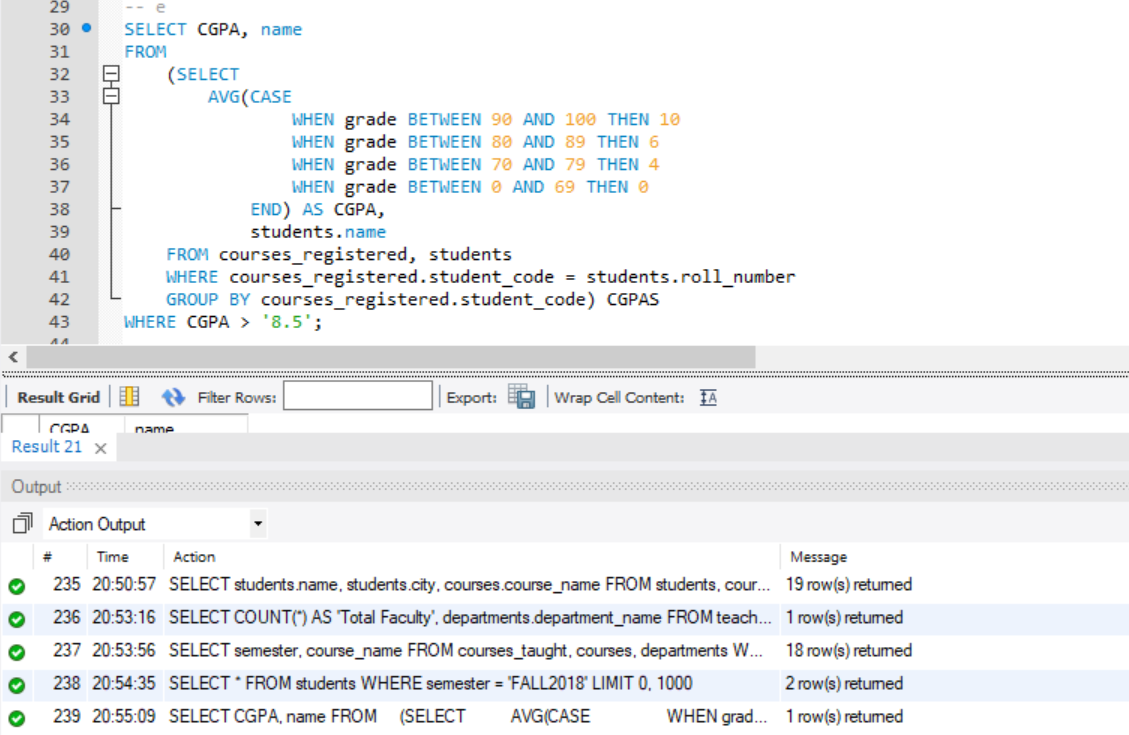 29 -- e
30 SELECT CGPA, name
31 FROM
32 (SELECT
33 AVG(CASE
34 WHEN grade BETWEEN 90 AND 100 THEN 10
35 WHEN grade BETWEEN 80 AND 89 THEN 6
36 WHEN grade BETWEEN 70 AND 79 THEN 4
37 WHEN grade BETWEEN 0 AND 69 THEN 0
38 END) AS CGPA,
39 students.name
40 FROM courses_registered, students
41 WHERE courses_registered.student_code = students.roll_number
42 GROUP BY courses_registered.student_code) CGPAS
43 WHERE CGPA > '8.5';
44
Result Grid Filter Rows: Export: Wrap Cell Content: IA
CGPA name
Result 21 ×
Output
Action Output
# Time Action Message
235 20:50:57 SELECT students.name, students.city, courses.course_name FROM students, cour... 19 row(s) returned
236 20:53:16 SELECT COUNT(*) AS 'Total Faculty', departments.department_name FROM teach... 1 row(s) returned
237 20:53:56 SELECT semester, course_name FROM courses_taught, courses, departments W... 18 row(s) returned
238 20:54:35 SELECT * FROM students WHERE semester = 'FALL2018' LIMIT 0, 1000 2 row(s) returned
239 20:55:09 SELECT CGPA, name FROM (SELECT AVG(CASE WHEN grad... 1 row(s) returned